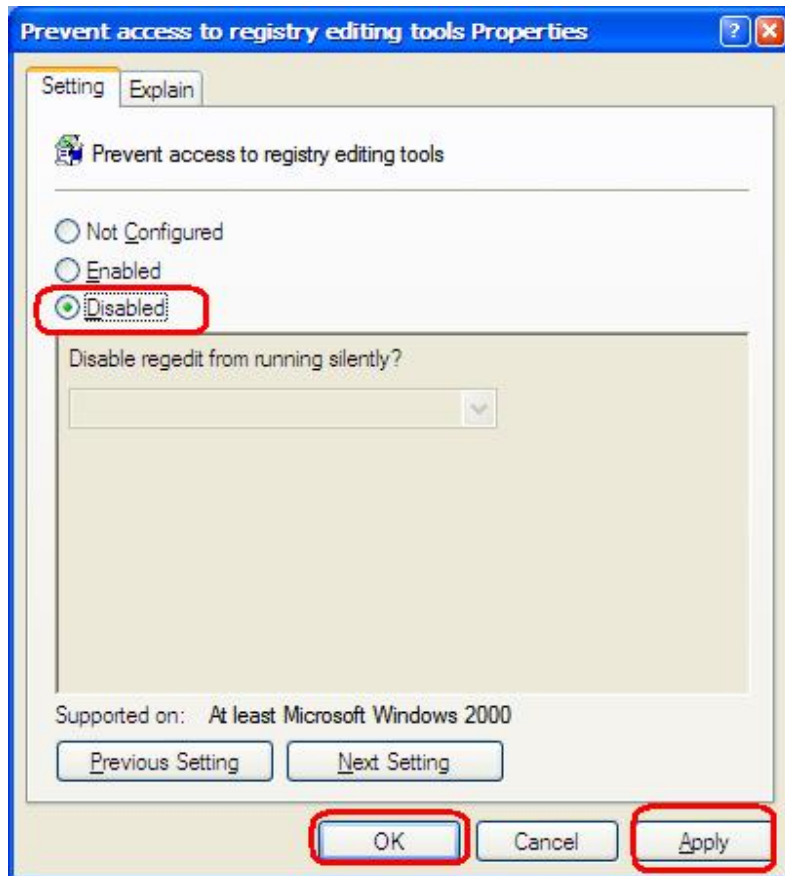 Prevent access to registry editing tools Properties
Setting Explain
Prevent access to registry editing tools
Not Configured
Enabled
Disabled
Disable regedit from running silently?
Supported on: At least Microsoft Windows 2000
Previous Setting Next Setting
OK Cancel Apply